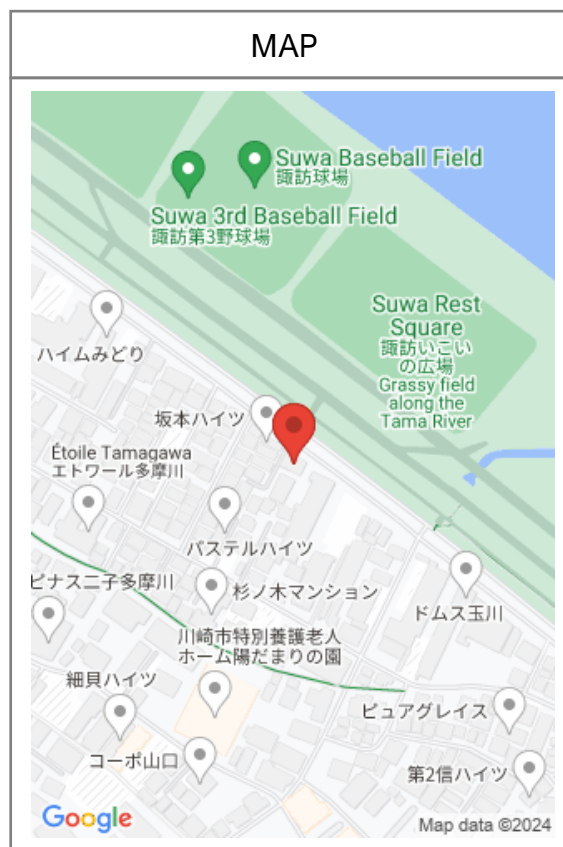 MAP
Suwa Baseball Field
諏訪球場
Suwa 3rd Baseball Field
諏訪第3野球場
Suwa Rest
Square
諏訪いこい
の広場
Grassy field
along the
Tama River
ハイムみどり
坂本ハイツ
Étoile Tamagawa
エトワール多摩川
パステルハイツ
ピナス二子多摩川
杉ノ木マンション
ドムス玉川
川崎市特別養護老人
ホーム陽だまりの園
細貝ハイツ
ピュアグレイス
コーポ山口
第2信ハイツ
Google
Map data ©2024